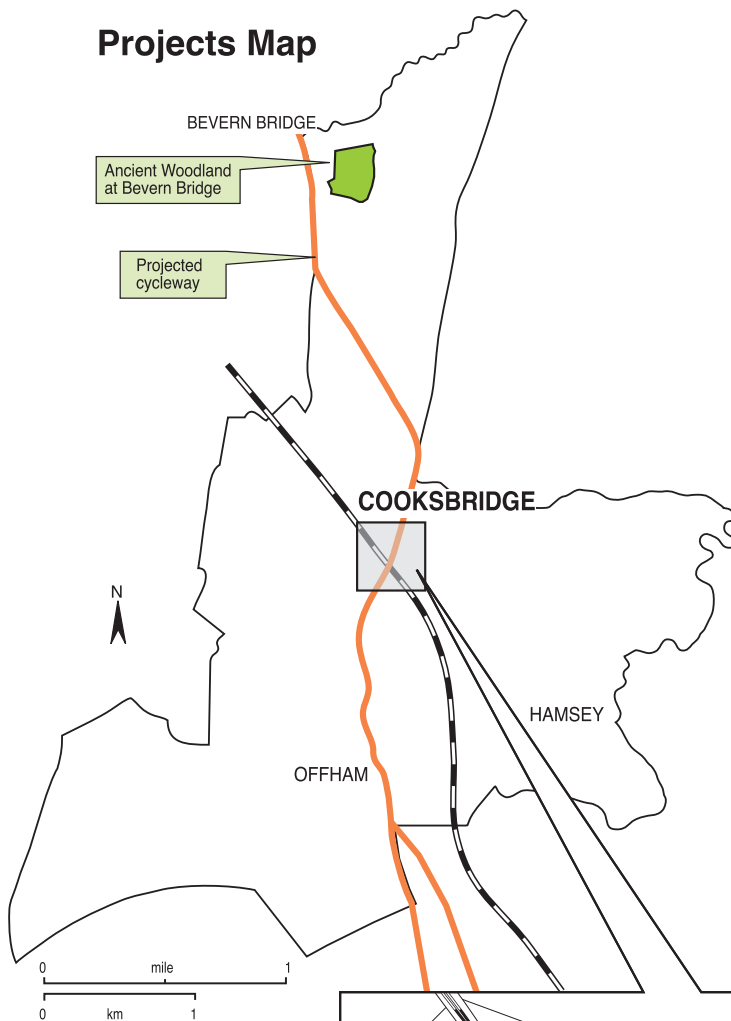 Projects Map
BEVERN BRIDGE
Ancient Woodland
at Bevern Bridge
Projected
cycleway
COOKSBRIDGE
N
HAMSEY
OFFHAM
0 mile 1
0 km 1